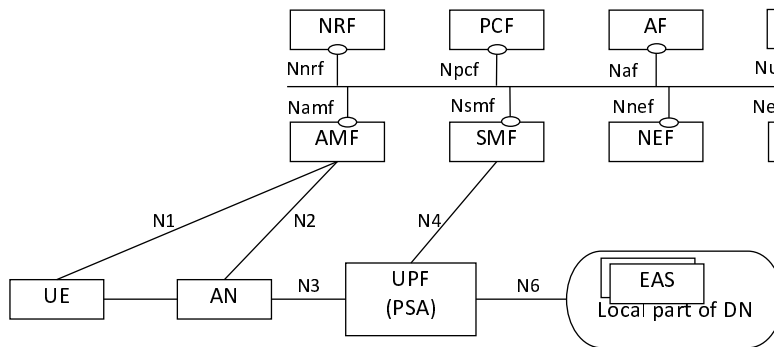 NRF PCF AF
Nnrf Npcf Naf Nu
Namf Nsmf Nnef Ne
AMF SMF NEF
N1 N2 N4
UE AN N3 UPF N6 EAS
(PSA) Local part of DN